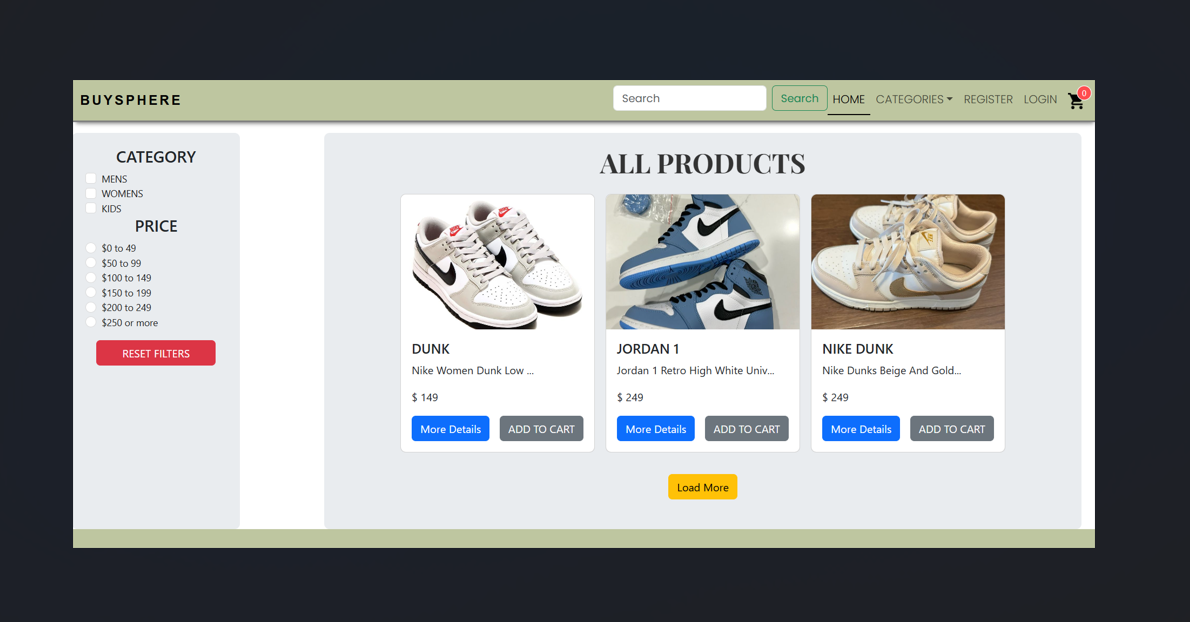 BUYSPHERE
Search Search HOME CATEGORIES REGISTER LOGIN 0
CATEGORY
MENS
WOMENS
KIDS
PRICE
$0 to 49
$50 to 99
$100 to 149
$150 to 199
$200 to 249
$250 or more
RESET FILTERS
ALL PRODUCTS
DUNK
Nike Women Dunk Low ...
$ 149
More Details ADD TO CART
JORDAN 1
Jordan 1 Retro High White Univ...
$ 249
More Details ADD TO CART
NIKE DUNK
Nike Dunks Beige And Gold...
$ 249
More Details ADD TO CART
Load More